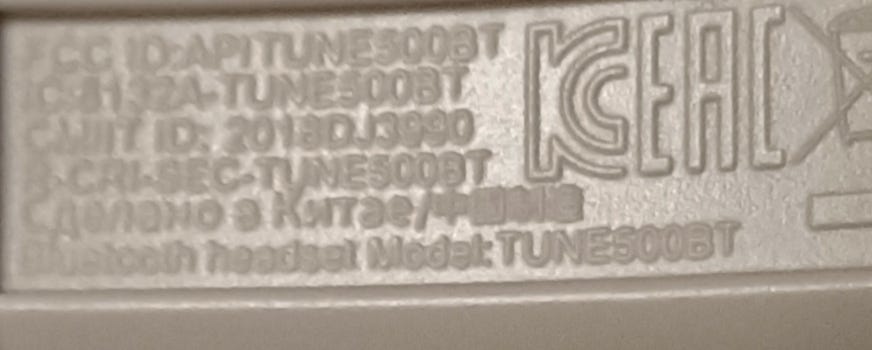 FCC ID:APITUNE500BT
IC:6132A-TUNE500BT
CMIIT ID: 2018DJ3990
R-CRI-SEC-TUNE500BT
Сделано в Китае/中国制造
Bluetooth headset Model: TUNE500BT
EAC